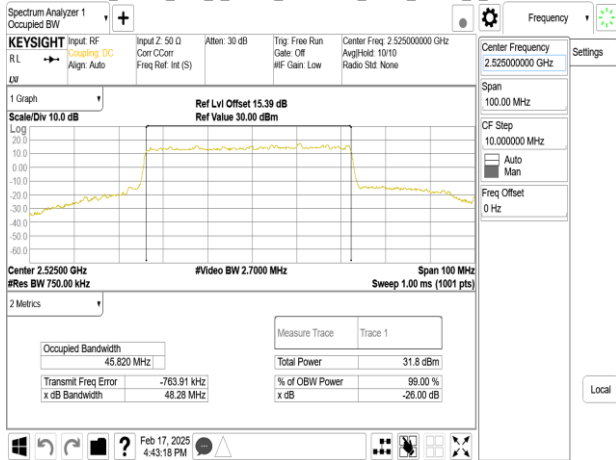 Spectrum Analyzer 1
Occupied BW
+
Frequency
KEYSIGHT
RL
LXI
Input: RF
Coupling: DC
Align: Auto
Input Z: 50 Ω
Corr CCorr
Freq Ref: Int (S)
Atten: 30 dB
Trig: Free Run
Gate: Off
#IF Gain: Low
Center Freq: 2.525000000 GHz
Avg|Hold: 10/10
Radio Std: None
Center Frequency
2.525000000 GHz
Settings
Span
100.00 MHz
CF Step
10.000000 MHz
Auto
Man
Freq Offset
0 Hz
Local
1 Graph
Scale/Div 10.0 dB
Ref Lvl Offset 15.39 dB
Ref Value 30.00 dBm
Log
20.0
10.0
0.00
-10.0
-20.0
-30.0
-40.0
-50.0
-60.0
Center 2.52500 GHz
#Res BW 750.00 kHz
#Video BW 2.7000 MHz
Span 100 MHz
Sweep 1.00 ms (1001 pts)
2 Metrics
Measure Trace Trace 1
Occupied Bandwidth
45.820 MHz
Total Power 31.8 dBm
Transmit Freq Error -763.91 kHz
% of OBW Power 99.00 %
x dB Bandwidth 48.28 MHz
x dB -26.00 dB
?
Feb 17, 2025
4:43:18 PM